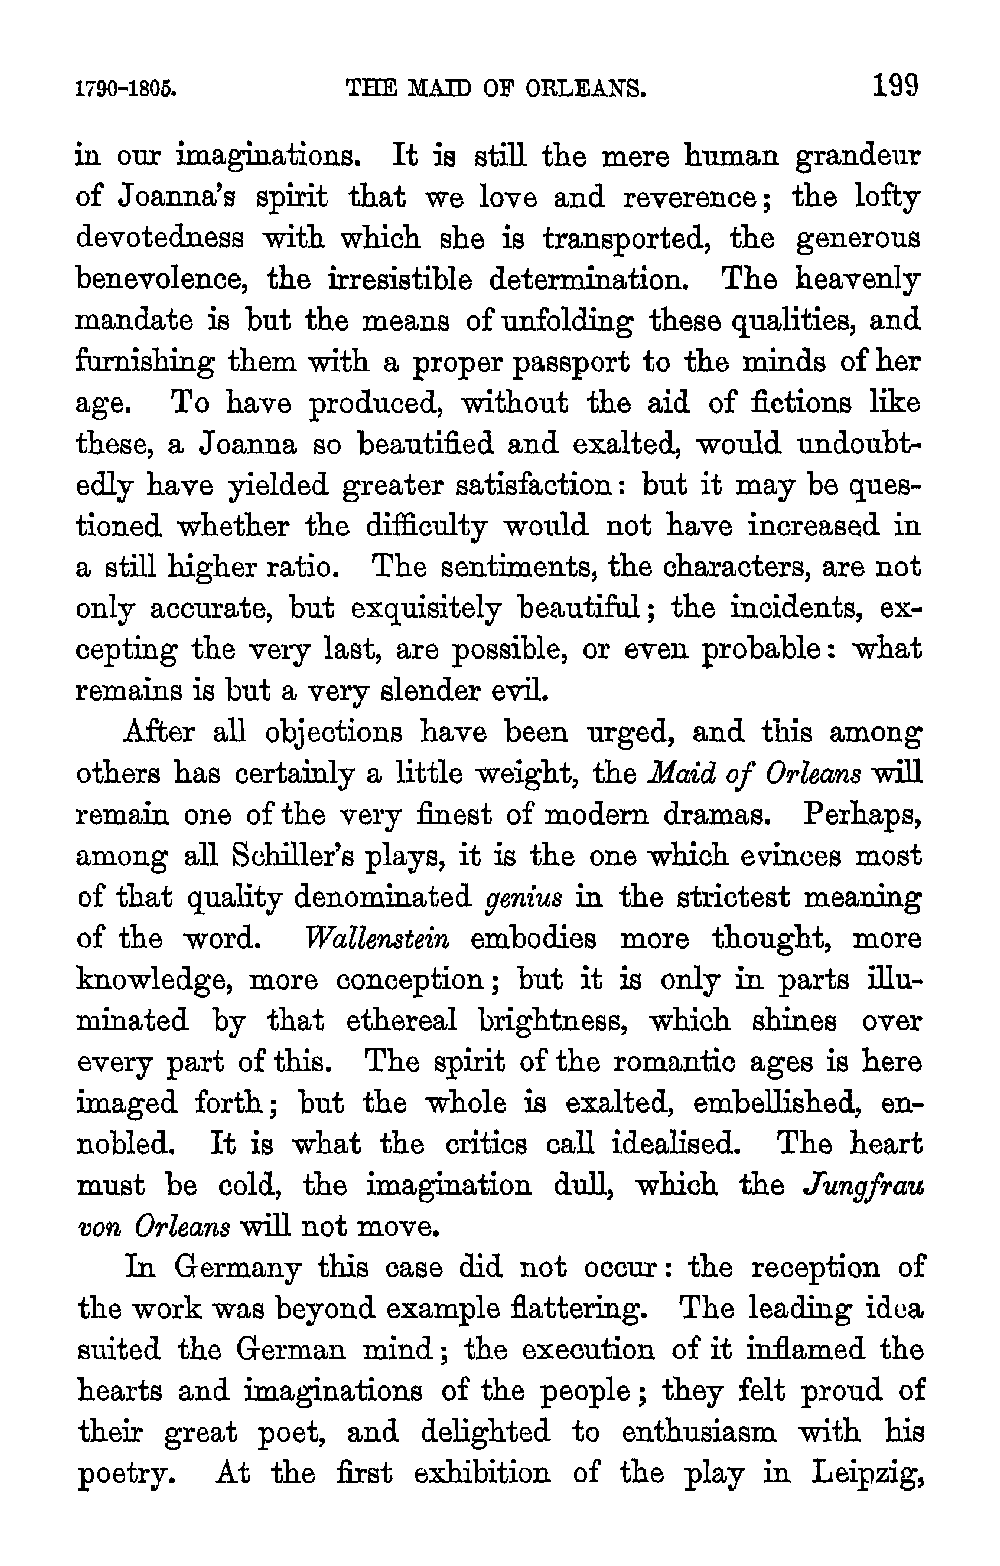 1790-1805. THE MAID OF ORLEANS. 199
in our imaginations. It is still the mere human grandeur
of Joanna's spirit that we love and reverence; the lofty
devotedness with which she is transported, the generous
benevolence, the irresistible determination. The heavenly
mandate is but the means of unfolding these qualities, and
furnishing them with a proper passport to the minds of her
age. To have produced, without the aid of fictions like
these, a Joanna so beautified and exalted, would undoubt-
edly have yielded greater satisfaction: but it may be ques-
tioned whether the difficulty would not have increased in
a still higher ratio. The sentiments, the characters, are not
only accurate, but exquisitely beautiful; the incidents, ex-
cepting the very last, are possible, or even probable: what
remains is but a very slender evil.
After all objections have been urged, and this among
others has certainly a little weight, the Maid of Orleans will
remain one of the very finest of modern dramas. Perhaps,
among all Schiller's plays, it is the one which evinces most
of that quality denominated genius in the strictest meaning
of the word. Wallenstein embodies more thought, more
knowledge, more conception; but it is only in parts illu-
minated by that ethereal brightness, which shines over
every part of this. The spirit of the romantic ages is here
imaged forth; but the whole is exalted, embellished, en-
nobled. It is what the critics call idealised. The heart
must be cold, the imagination dull, which the Jungfrau
von Orleans will not move.
In Germany this case did not occur: the reception of
the work was beyond example flattering. The leading idea
suited the German mind; the execution of it inflamed the
hearts and imaginations of the people; they felt proud of
their great poet, and delighted to enthusiasm with his
poetry. At the first exhibition of the play in Leipzig,